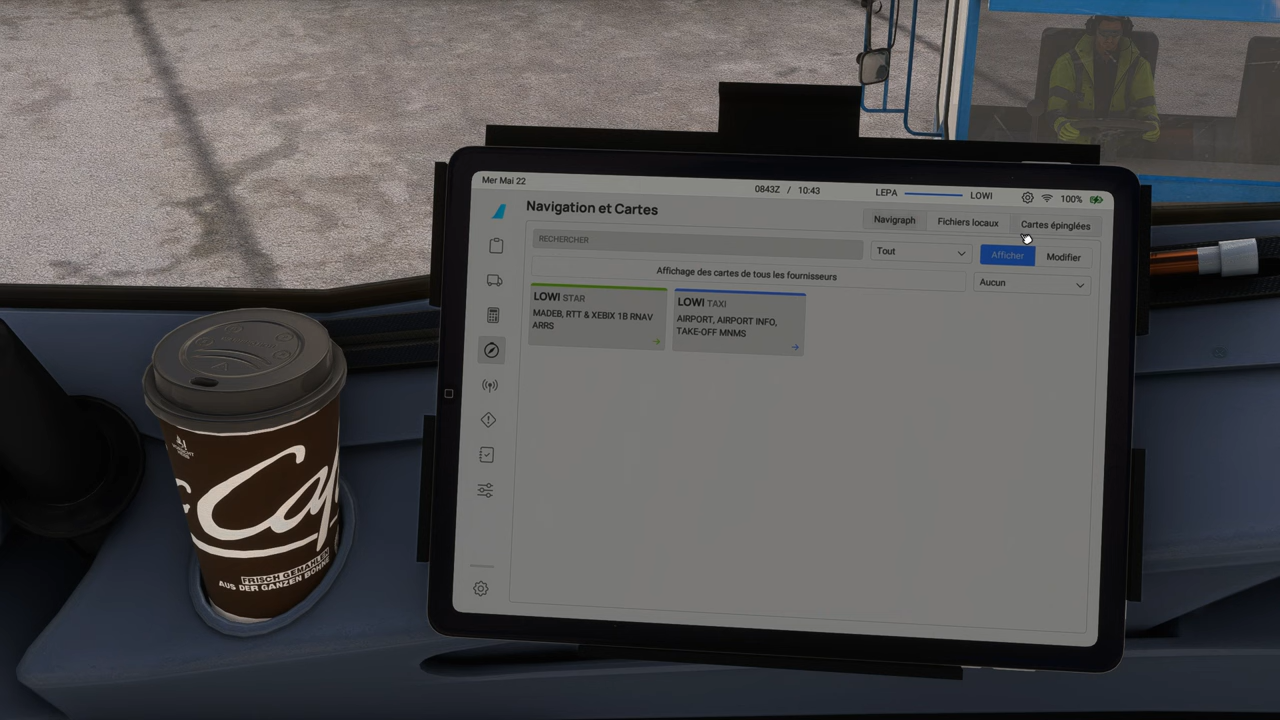 Mer Mai 22
0843Z / 10:43
LEPA
LOWI
100%
Navigation et Cartes
Navigraph
Fichiers locaux
Cartes épinglées
RECHERCHER
Tout
Afficher
Modifier
Affichage des cartes de tous les fournisseurs
Aucun
LOWI STAR
MADEB, RTT & XEBIX 1B RNAV
ARRS
LOWI TAXI
AIRPORT, AIRPORT INFO,
TAKE-OFF MNMS
FRISCH GEMAHLEN
AUS DER GANZEN BOHNE